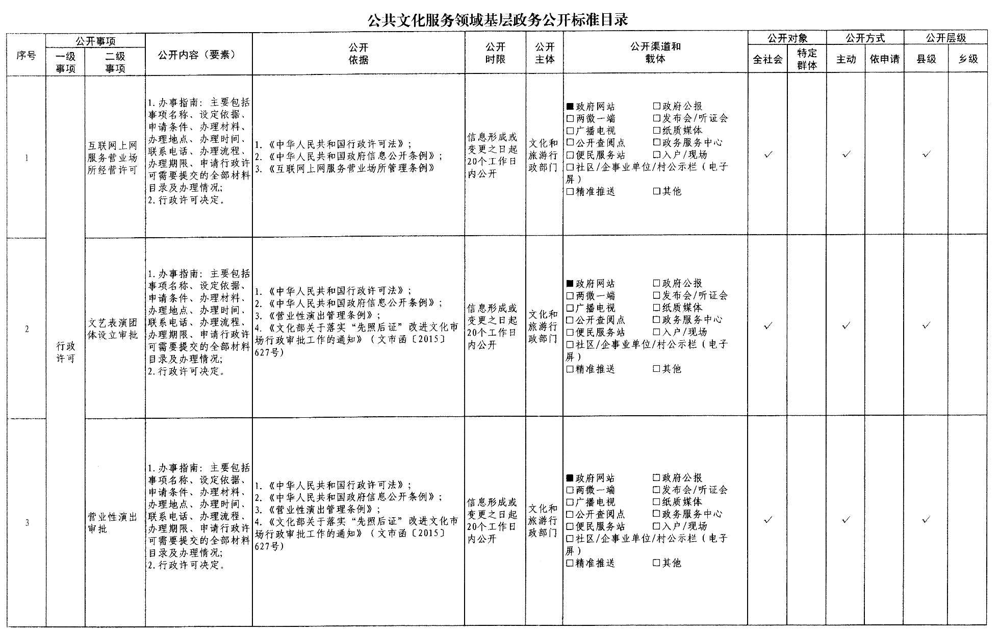 公共文化服务领域基层政务公开标准目录
序号
公开事项
公开内容（要素）
公开
依据
公开
时限
公开
主体
公开渠道和
载体
公开对象
公开方式
公开层级
一级
事项
二级
事项
全社会
特定
群体
主动
依申请
县级
乡级
行政
许可
1
互联网上网
服务营业场
所经营许可
1.办事指南：主要包括
事项名称、设定依据、
申请条件、办理材料、
办理地点、办理时间、
联系电话、办理流程、
办理期限、申请行政许
可需要提交的全部材料
目录及办理情况；
2.行政许可决定。
1.《中华人民共和国行政许可法》；
2.《中华人民共和国政府信息公开条例》；
3.《互联网上网服务营业场所管理条例》
信息形成或
变更之日起
20个工作日
内公开
文化和
旅游行
政部门
■政府网站 □政府公报
□两微一端 □发布会/听证会
□广播电视 □纸质媒体
□公开查阅点 □政务服务中心
□便民服务站 □入户/现场
□社区/企事业单位/村公示栏（电子
屏）
□精准推送 □其他
✓ ✓ ✓
2
文艺表演团
体设立审批
1.办事指南：主要包括
事项名称、设定依据、
申请条件、办理材料、
办理地点、办理时间、
联系电话、办理流程、
办理期限、申请行政许
可需要提交的全部材料
目录及办理情况；
2.行政许可决定。
1.《中华人民共和国行政许可法》；
2.《中华人民共和国政府信息公开条例》；
3.《营业性演出管理条例》；
4.《文化部关于落实“先照后证”改进文化市
场行政审批工作的通知》（文市函〔2015〕
627号）
信息形成或
变更之日起
20个工作日
内公开
文化和
旅游行
政部门
■政府网站 □政府公报
□两微一端 □发布会/听证会
□广播电视 □纸质媒体
□公开查阅点 □政务服务中心
□便民服务站 □入户/现场
□社区/企事业单位/村公示栏（电子
屏）
□精准推送 □其他
✓ ✓ ✓
3
营业性演出
审批
1.办事指南：主要包括
事项名称、设定依据、
申请条件、办理材料、
办理地点、办理时间、
联系电话、办理流程、
办理期限、申请行政许
可需要提交的全部材料
目录及办理情况；
2.行政许可决定。
1.《中华人民共和国行政许可法》；
2.《中华人民共和国政府信息公开条例》；
3.《营业性演出管理条例》；
4.《文化部关于落实“先照后证”改进文化市
场行政审批工作的通知》（文市函〔2015〕
627号）
信息形成或
变更之日起
20个工作日
内公开
文化和
旅游行
政部门
■政府网站 □政府公报
□两微一端 □发布会/听证会
□广播电视 □纸质媒体
□公开查阅点 □政务服务中心
□便民服务站 □入户/现场
□社区/企事业单位/村公示栏（电子
屏）
□精准推送 □其他
✓ ✓ ✓